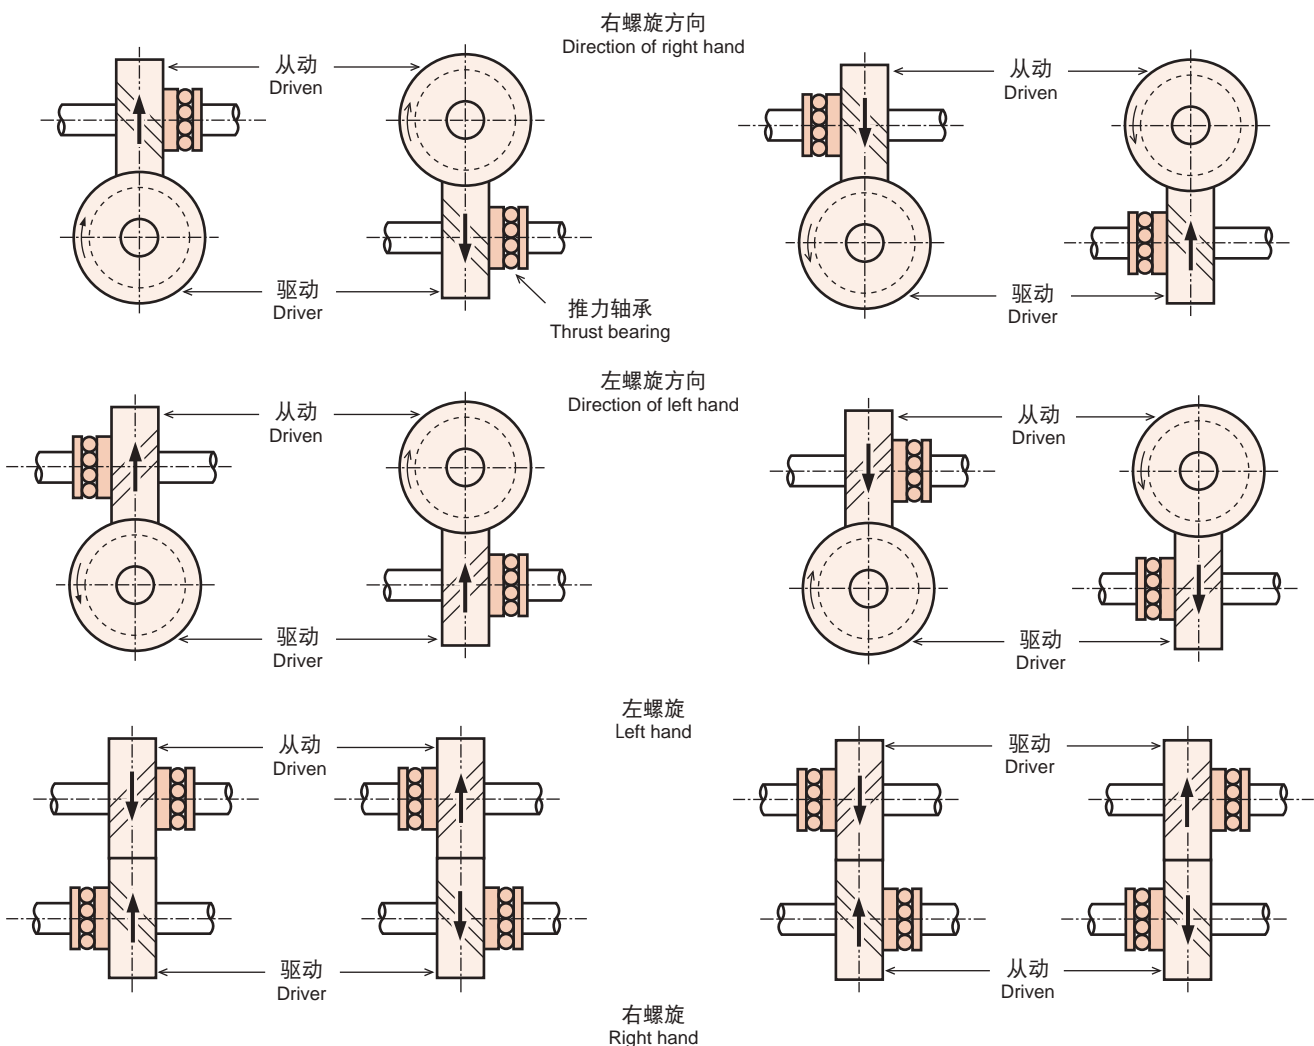 右螺旋方向
Direction of right hand
从动
Driven
从动
Driven
驱动
Driver
推力轴承
Thrust bearing
驱动
Driver
左螺旋方向
Direction of left hand
从动
Driven
从动
Driven
驱动
Driver
驱动
Driver
左螺旋
Left hand
从动
Driven
驱动
Driver
驱动
Driver
从动
Driven
右螺旋
Right hand